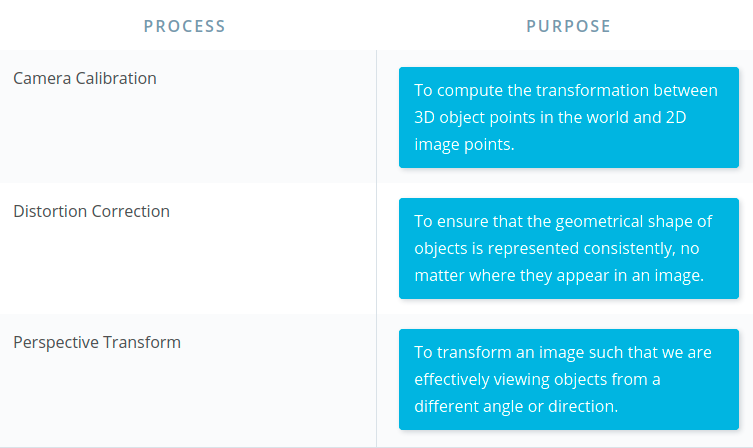 PROCESS
PURPOSE
Camera Calibration
To compute the transformation between
3D object points in the world and 2D
image points.
Distortion Correction
To ensure that the geometrical shape of
objects is represented consistently, no
matter where they appear in an image.
Perspective Transform
To transform an image such that we are
effectively viewing objects from a
different angle or direction.